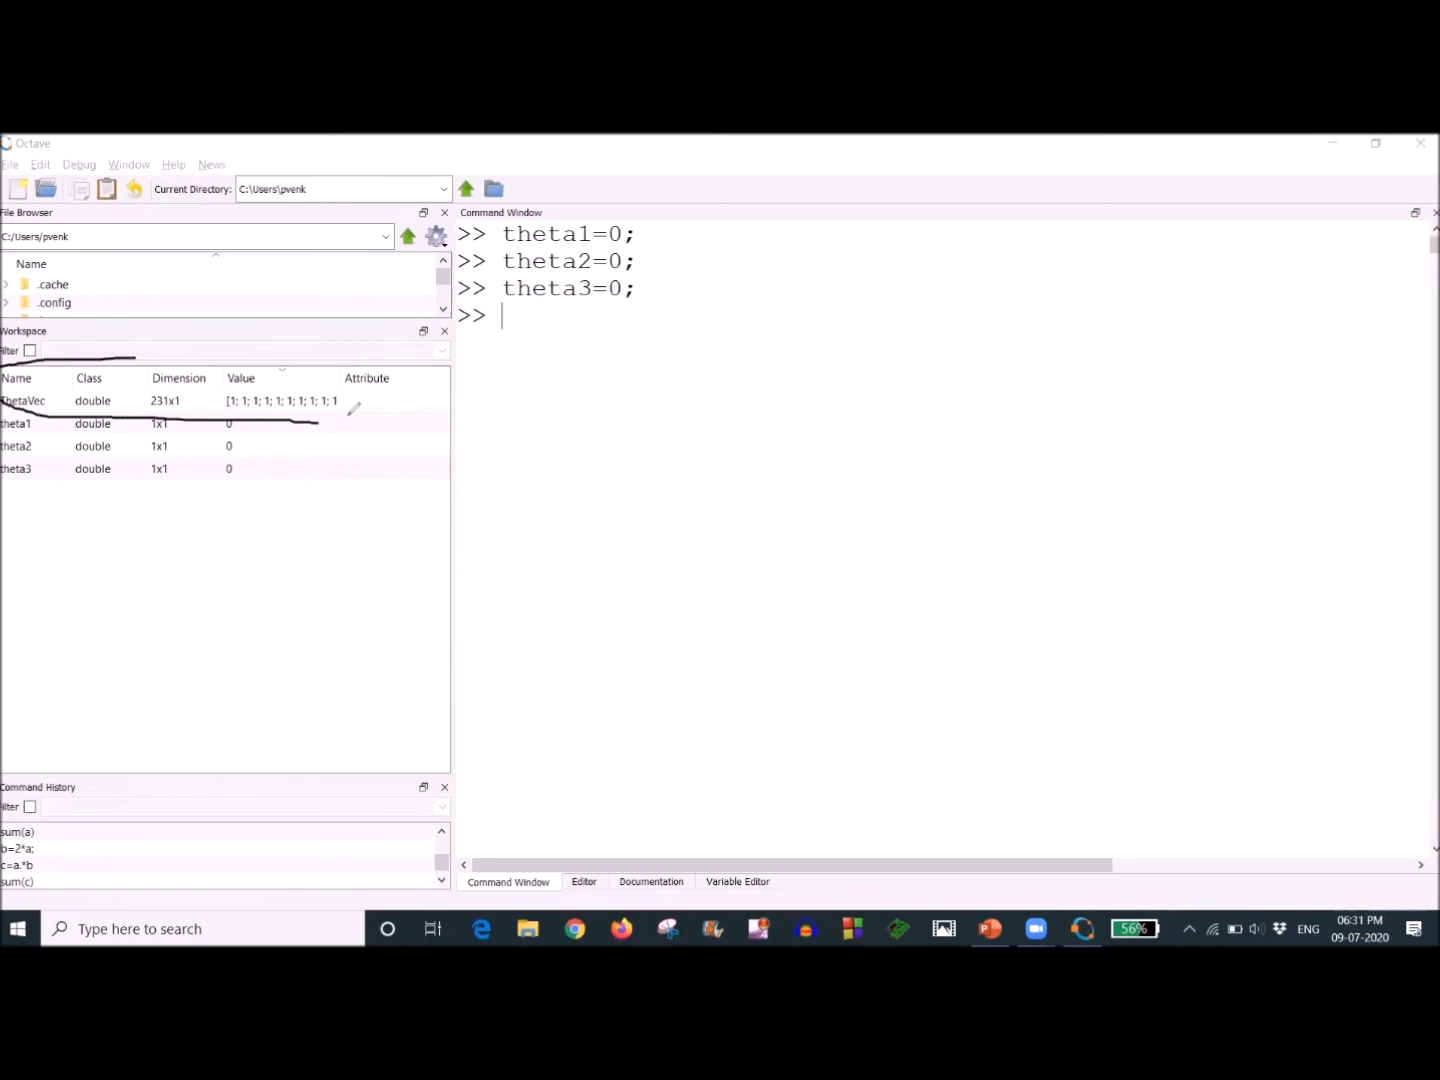 Octave
File Edit Debug Window Help News
Current Directory: C:\Users\pvenk
File Browser
C:/Users/pvenk
Name
.cache
.config
Workspace
Filter
Name Class Dimension Value Attribute
ThetaVec double 231x1 [1; 1; 1; 1; 1; 1; 1; 1; 1; 1
theta1 double 1x1 0
theta2 double 1x1 0
theta3 double 1x1 0
Command History
Filter
sum(a)
b=2*a;
c=a.*b
sum(c)
Command Window
>> theta1=0;
>> theta2=0;
>> theta3=0;
>>
Command Window Editor Documentation Variable Editor
Type here to search
56%
ENG
06:31 PM
09-07-2020